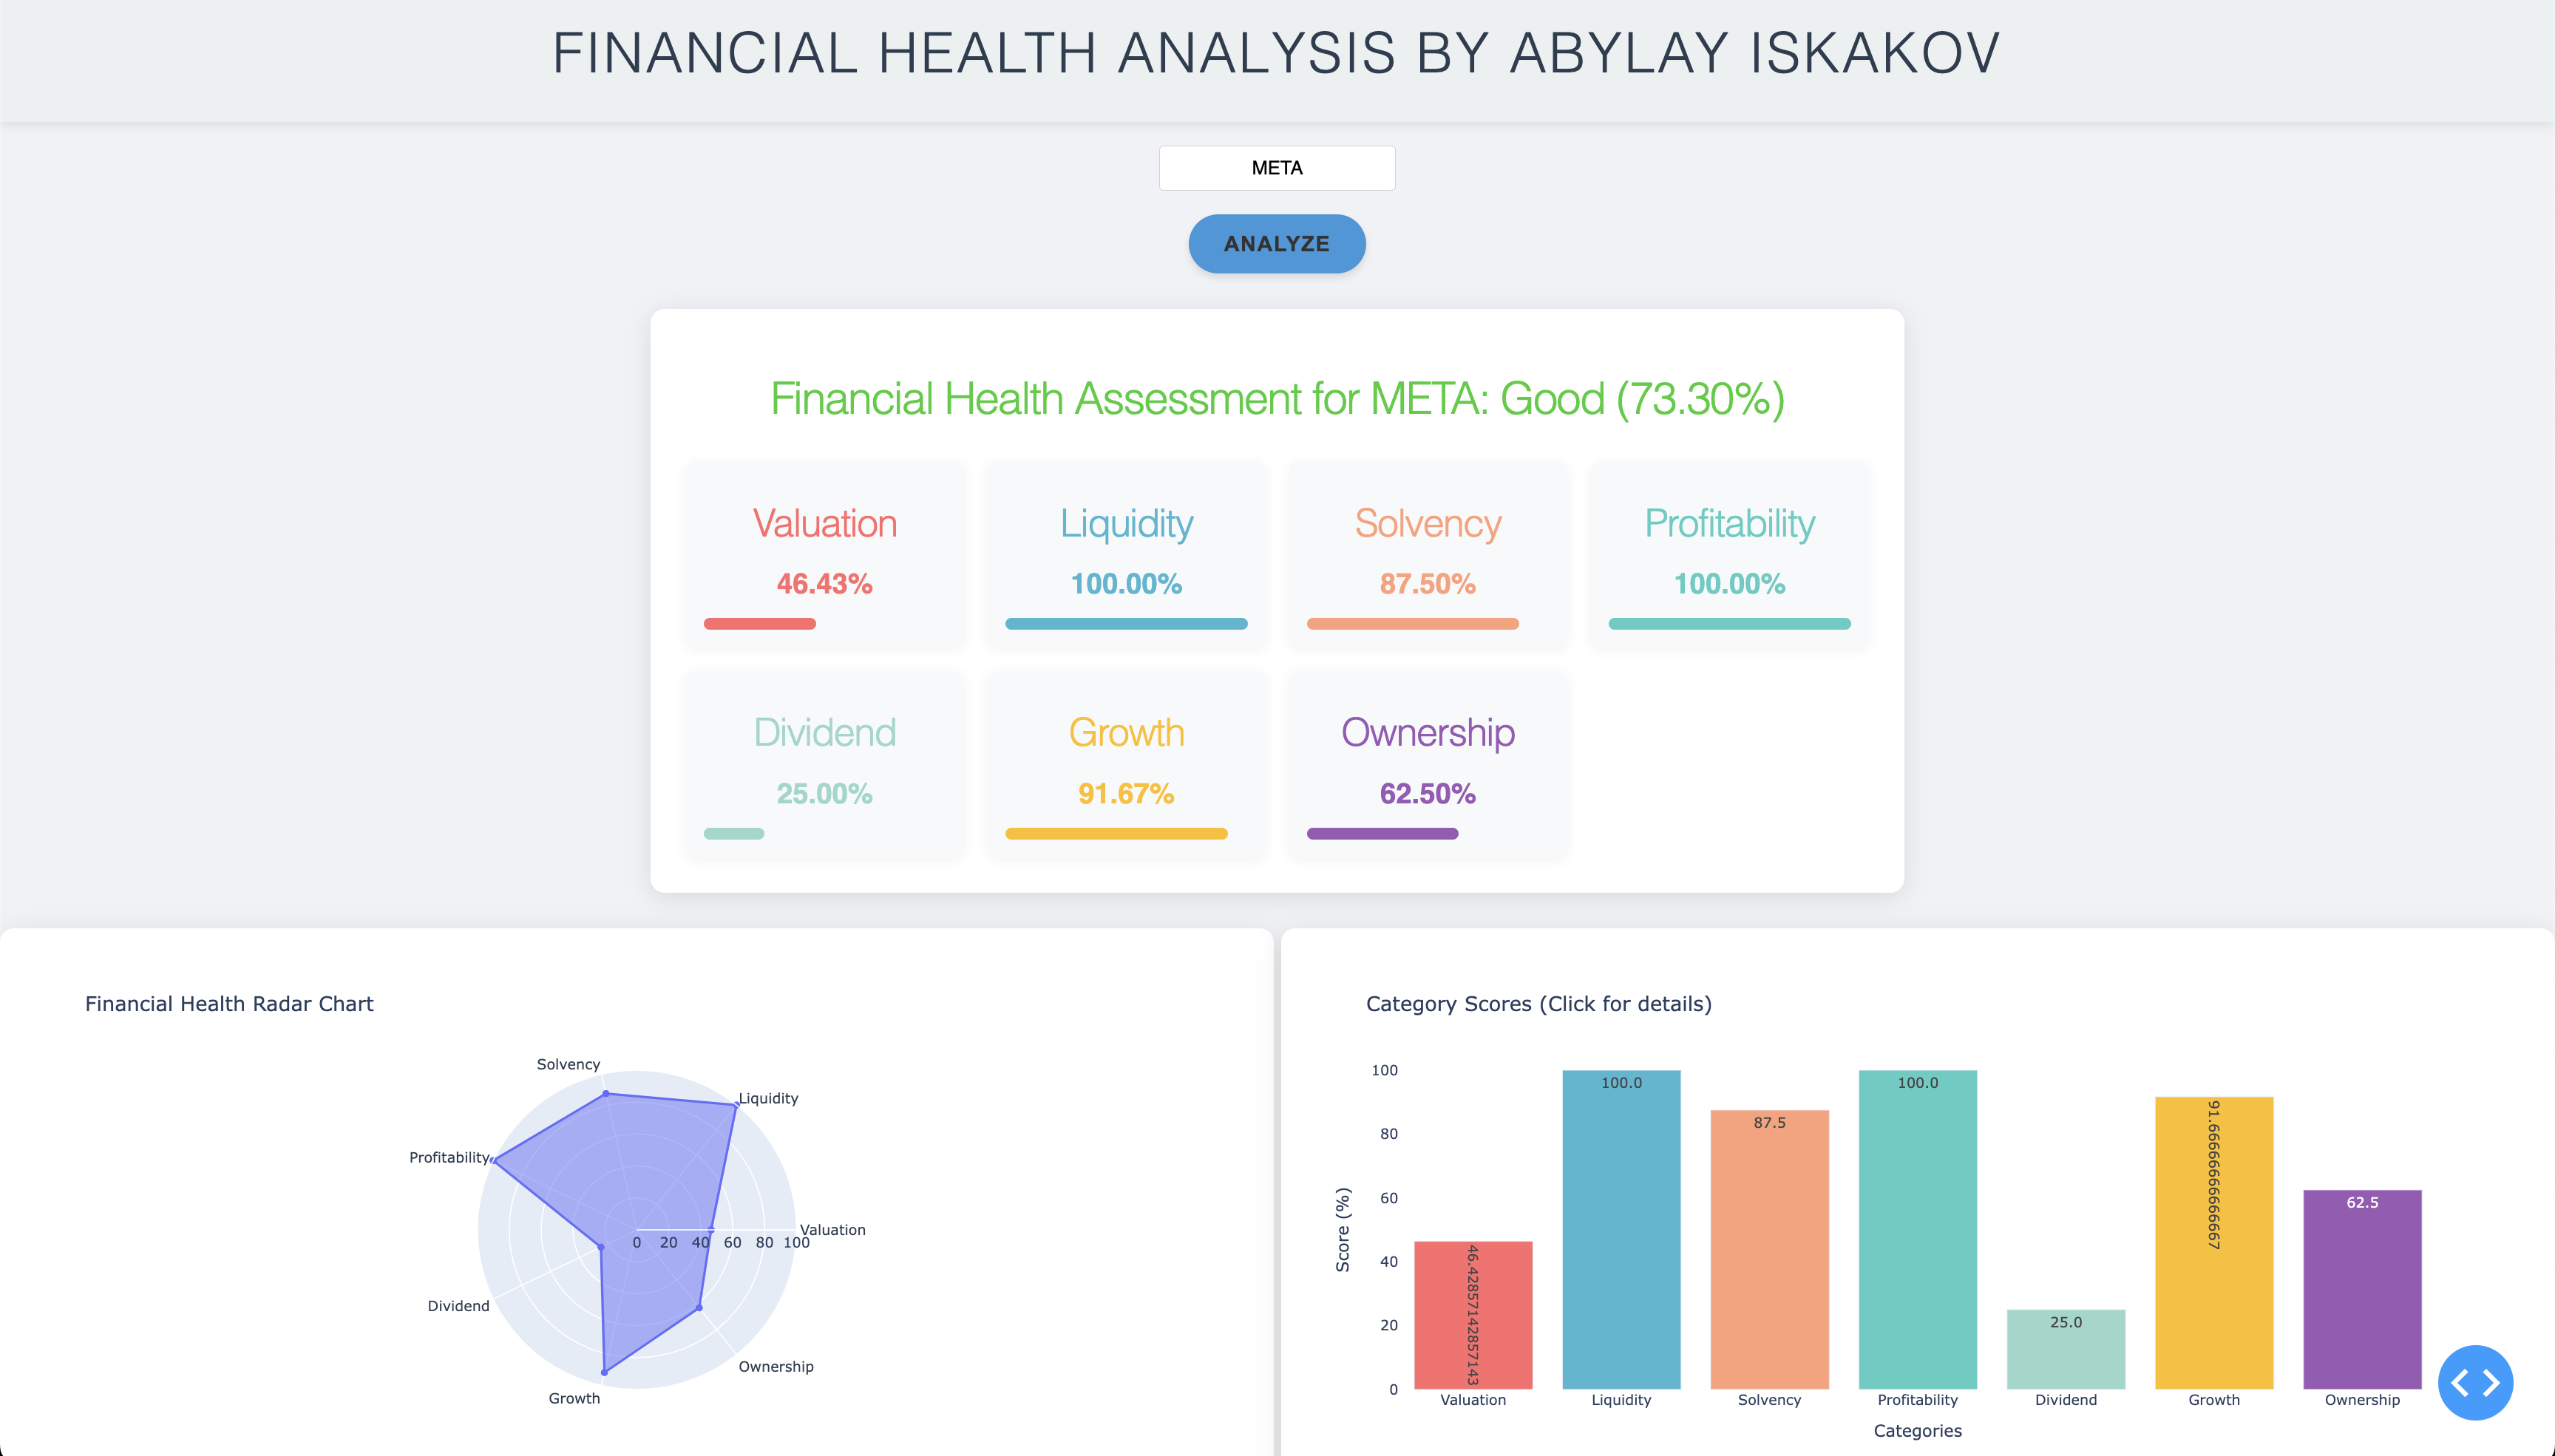 FINANCIAL HEALTH ANALYSIS BY ABYLAY ISKAKOV
META
ANALYZE
Financial Health Assessment for META: Good (73.30%)
Valuation
46.43%
Liquidity
100.00%
Solvency
87.50%
Profitability
100.00%
Dividend
25.00%
Growth
91.67%
Ownership
62.50%
Financial Health Radar Chart
Solvency
Liquidity
Profitability
Valuation
0 20 40 60 80 100
Dividend
Ownership
Growth
Category Scores (Click for details)
Score (%)
100
80
60
40
20
0
46.42857142857143
100.0
87.5
100.0
25.0
91.66666666666667
62.5
Valuation Liquidity Solvency Profitability Dividend Growth Ownership
Categories